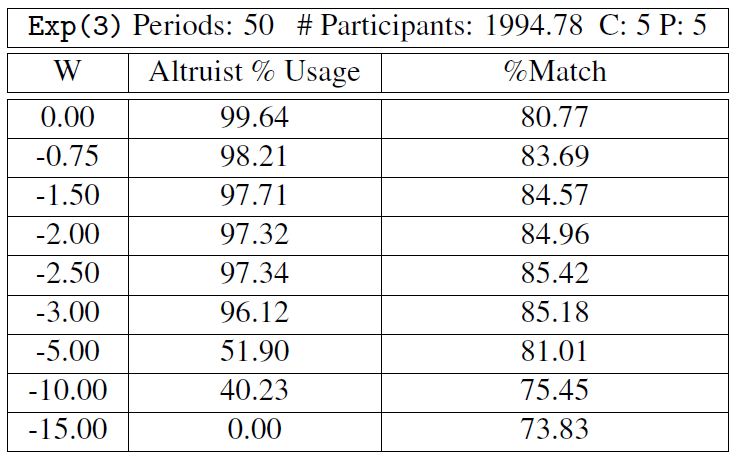 Exp(3) Periods: 50 # Participants: 1994.78 C: 5 P: 5
W Altruist % Usage %Match
0.00 99.64 80.77
-0.75 98.21 83.69
-1.50 97.71 84.57
-2.00 97.32 84.96
-2.50 97.34 85.42
-3.00 96.12 85.18
-5.00 51.90 81.01
-10.00 40.23 75.45
-15.00 0.00 73.83